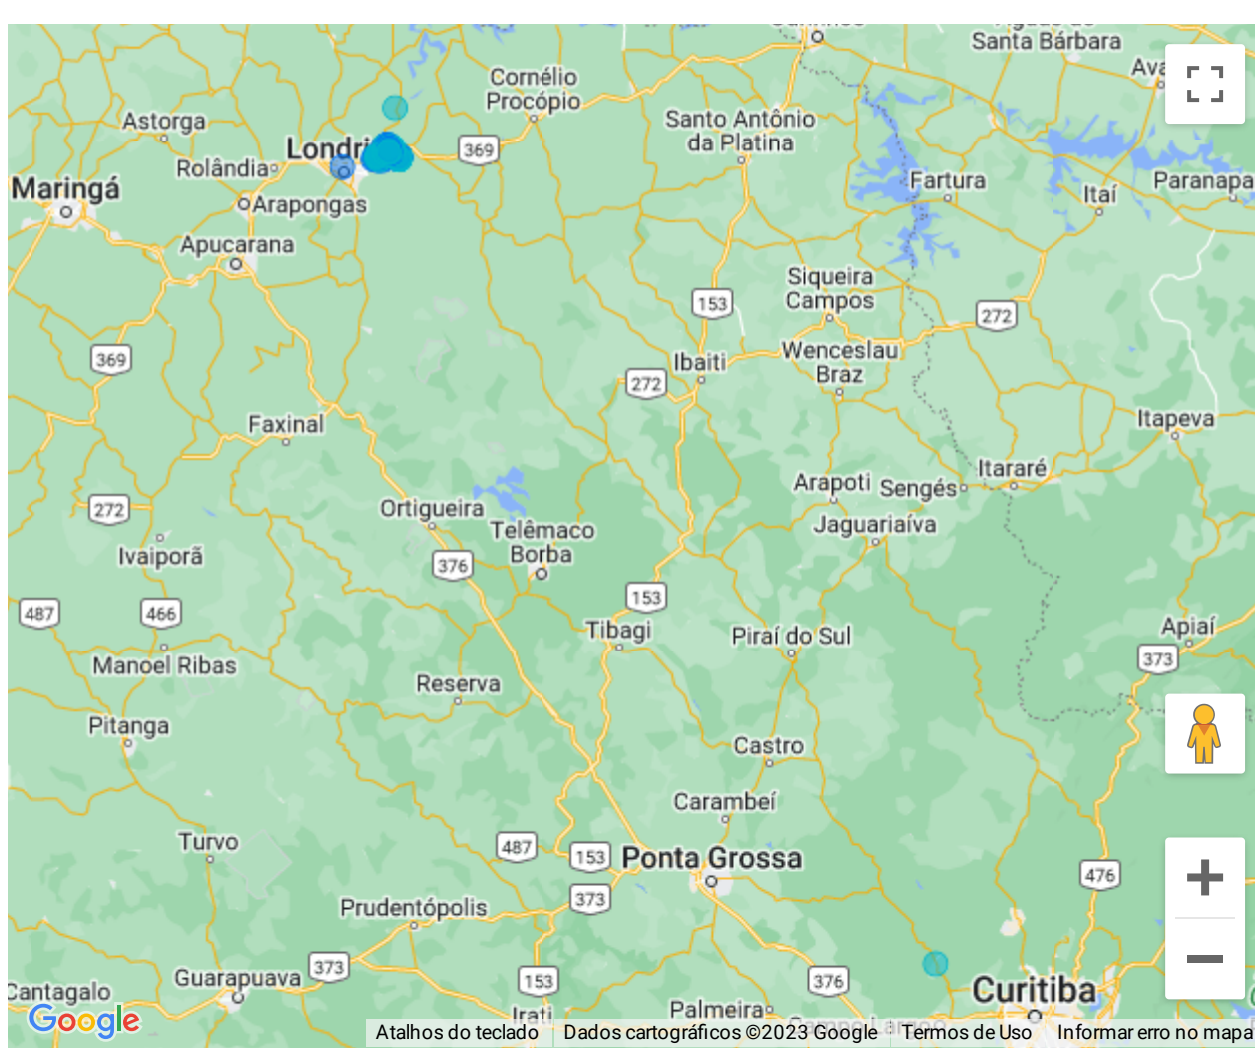 Santa Bárbara
Cornélio
Procópio
Astorga
Santo Antônio
da Platina
369
Rolândia
Maringá
Arapongas
Fartura
Itaí
Paranapa
Apucarana
Siqueira
Campos
153
272
369
Ibaiti
Wenceslau
Braz
272
Faxinal
Itapeva
Arapoti
Sengés
Itararé
272
Ortigueira
Telêmaco
Borba
Jaguariaíva
Ivaiporã
376
487
466
153
Tibagi
Piraí do Sul
Apiaí
373
Manoel Ribas
Reserva
Pitanga
Castro
Carambeí
Turvo
487
153
Ponta Grossa
476
373
Prudentópolis
Guarapuava
373
153
376
Curitiba
Cantagalo
Palmeira
Irati
Google
Atalhos do teclado
Dados cartográficos ©2023 Google
Termos de Uso
Informar erro no mapa